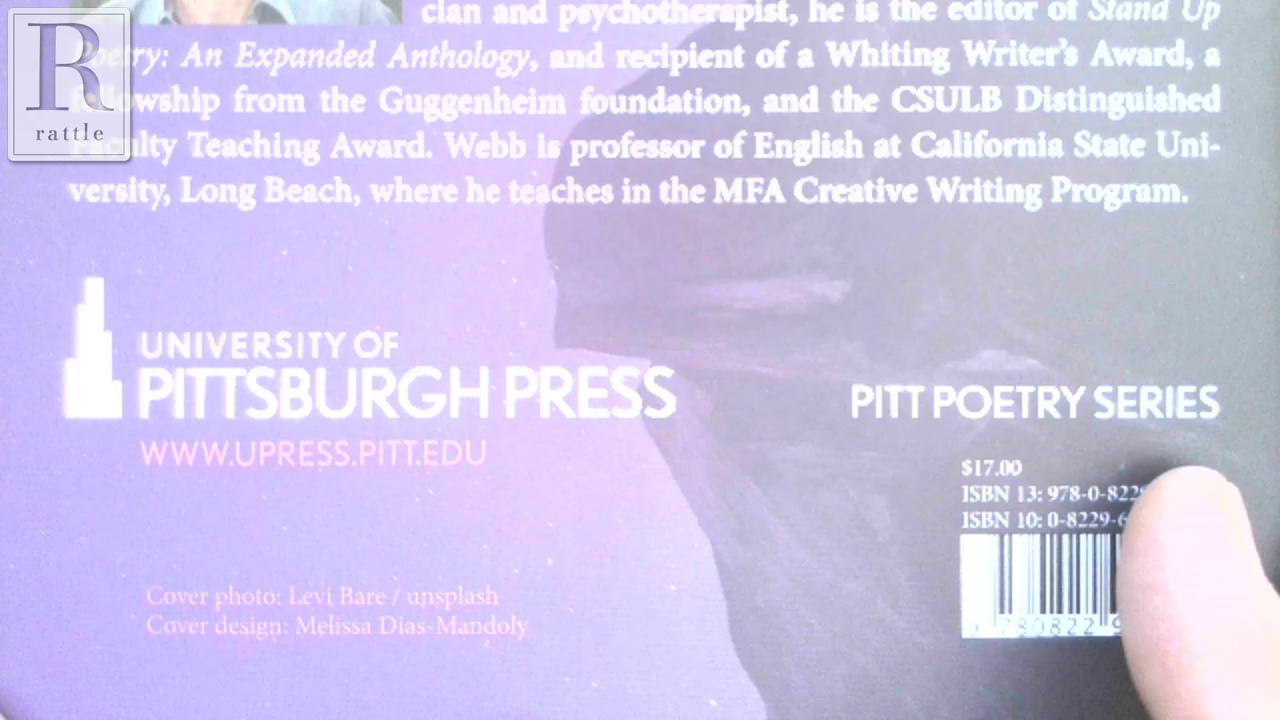 cian and psychotherapist, he is the editor of Stand Up
Poetry: An Expanded Anthology, and recipient of a Whiting Writer's Award, a
fellowship from the Guggenheim foundation, and the CSULB Distinguished
Faculty Teaching Award. Webb is professor of English at California State Uni-
versity, Long Beach, where he teaches in the MFA Creative Writing Program.
R
rattle
UNIVERSITY OF
PITTSBURGH PRESS
WWW.UPRESS.PITT.EDU
PITT POETRY SERIES
$17.00
ISBN 13: 978-0-8229
ISBN 10: 0-8229-6
Cover photo: Levi Bare / unsplash
Cover design: Melissa Dias-Mandoly
780822